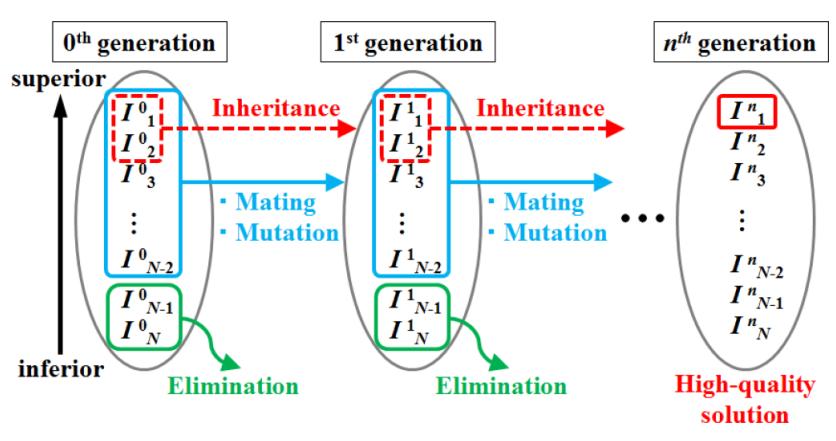 0th generation
1st generation
nth generation
superior
inferior
I⁰₁
I⁰₂
I⁰₃
⋮
I⁰N-2
I⁰N-1
I⁰N
Inheritance
・Mating
・Mutation
Elimination
I¹₁
I¹₂
I¹₃
⋮
I¹N-2
I¹N-1
I¹N
Inheritance
・Mating
・Mutation
Elimination
•••
Iⁿ₁
Iⁿ₂
Iⁿ₃
⋮
IⁿN-2
IⁿN-1
IⁿN
High-quality
solution